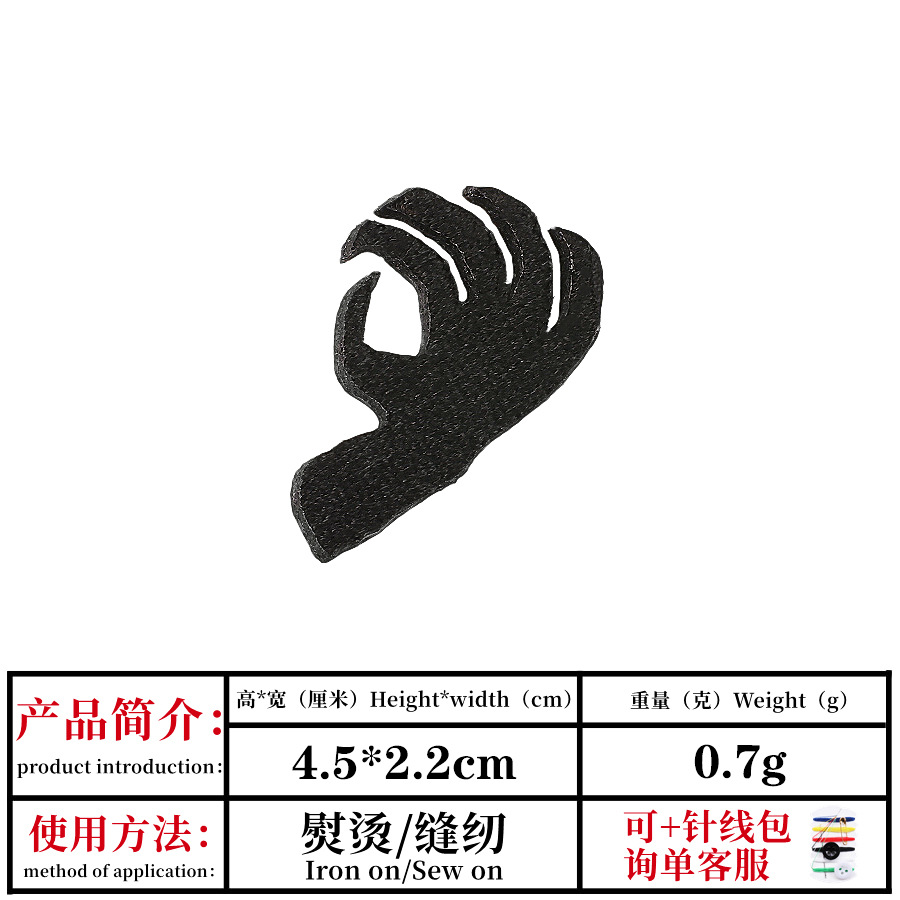 产品简介：
product introduction：
高*宽（厘米）Height*width（cm）
重量（克）Weight（g）
4.5*2.2cm
0.7g
使用方法：
method of application：
熨烫/缝纫
Iron on/Sew on
可+针线包
询单客服